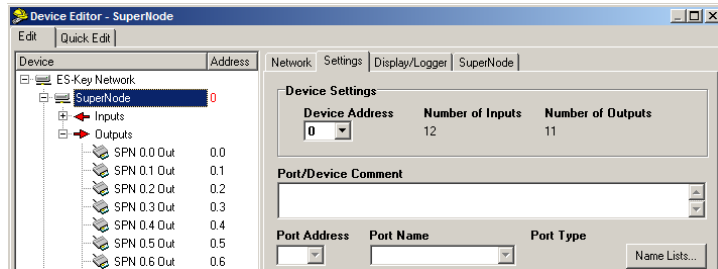 Device Editor - SuperNode
Edit Quick Edit
Device Address
ES-Key Network
SuperNode 0
Inputs
Outputs
SPN 0.0 Out 0.0
SPN 0.1 Out 0.1
SPN 0.2 Out 0.2
SPN 0.3 Out 0.3
SPN 0.4 Out 0.4
SPN 0.5 Out 0.5
SPN 0.6 Out 0.6
Network Settings Display/Logger SuperNode
Device Settings
Device Address Number of Inputs Number of Outputs
0 12 11
Port/Device Comment
Port Address Port Name Port Type
Name Lists...